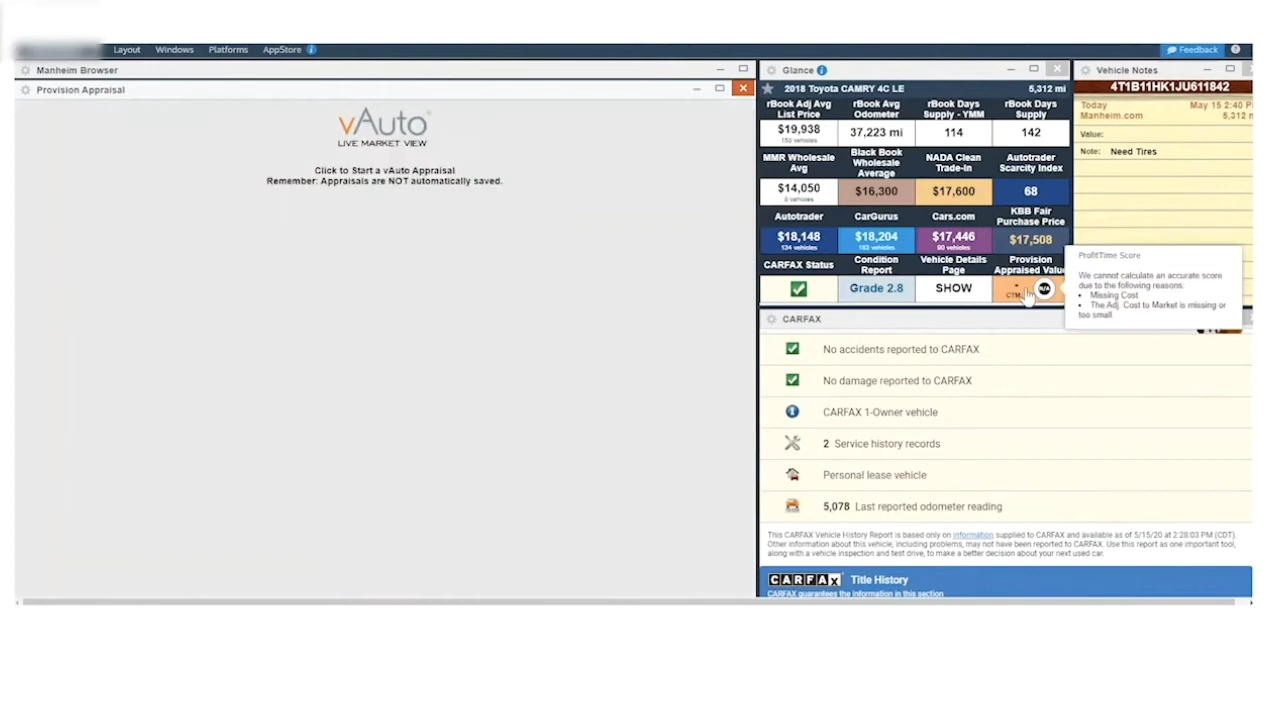 Layout Windows Platforms AppStore
Feedback
Manheim Browser
Provision Appraisal
vAuto
LIVE MARKET VIEW
Click to Start a vAuto Appraisal
Remember: Appraisals are NOT automatically saved.
Glance
2018 Toyota CAMRY 4C LE 5,312 mi
rBook Adj Avg List Price
rBook Avg Odometer
rBook Days Supply - YMM
rBook Days Supply
$19,938
37,223 mi
114
142
MMR Wholesale Avg
Black Book Wholesale Average
NADA Clean Trade-In
Autotrader Scarcity Index
$14,050
$16,300
$17,600
68
Autotrader
CarGurus
Cars.com
KBB Fair Purchase Price
$18,148
134 vehicles
$18,204
183 vehicles
$17,446
90 vehicles
$17,508
CARFAX Status
Condition Report
Vehicle Details Page
Provision Appraised Value
Grade 2.8
SHOW
N/A
Vehicle Notes
4T1B11HK1JU611842
Today May 15 2:40 P
Manheim.com 5,312 m
Value:
Note: Need Tires
ProfitTime Score
We cannot calculate an accurate score
due to the following reasons:
• Missing Cost
• The Adj. Cost to Market is missing or
too small
CARFAX
No accidents reported to CARFAX
No damage reported to CARFAX
CARFAX 1-Owner vehicle
2 Service history records
Personal lease vehicle
5,078 Last reported odometer reading
This CARFAX Vehicle History Report is based only on information supplied to CARFAX and available as of 5/15/20 at 2:28:03 PM (CDT).
Other information about this vehicle, including problems, may not have been reported to CARFAX. Use this report as one important tool,
along with a vehicle inspection and test drive, to make a better decision about your next used car.
CARFAX Title History
CARFAX guarantees the information in this section